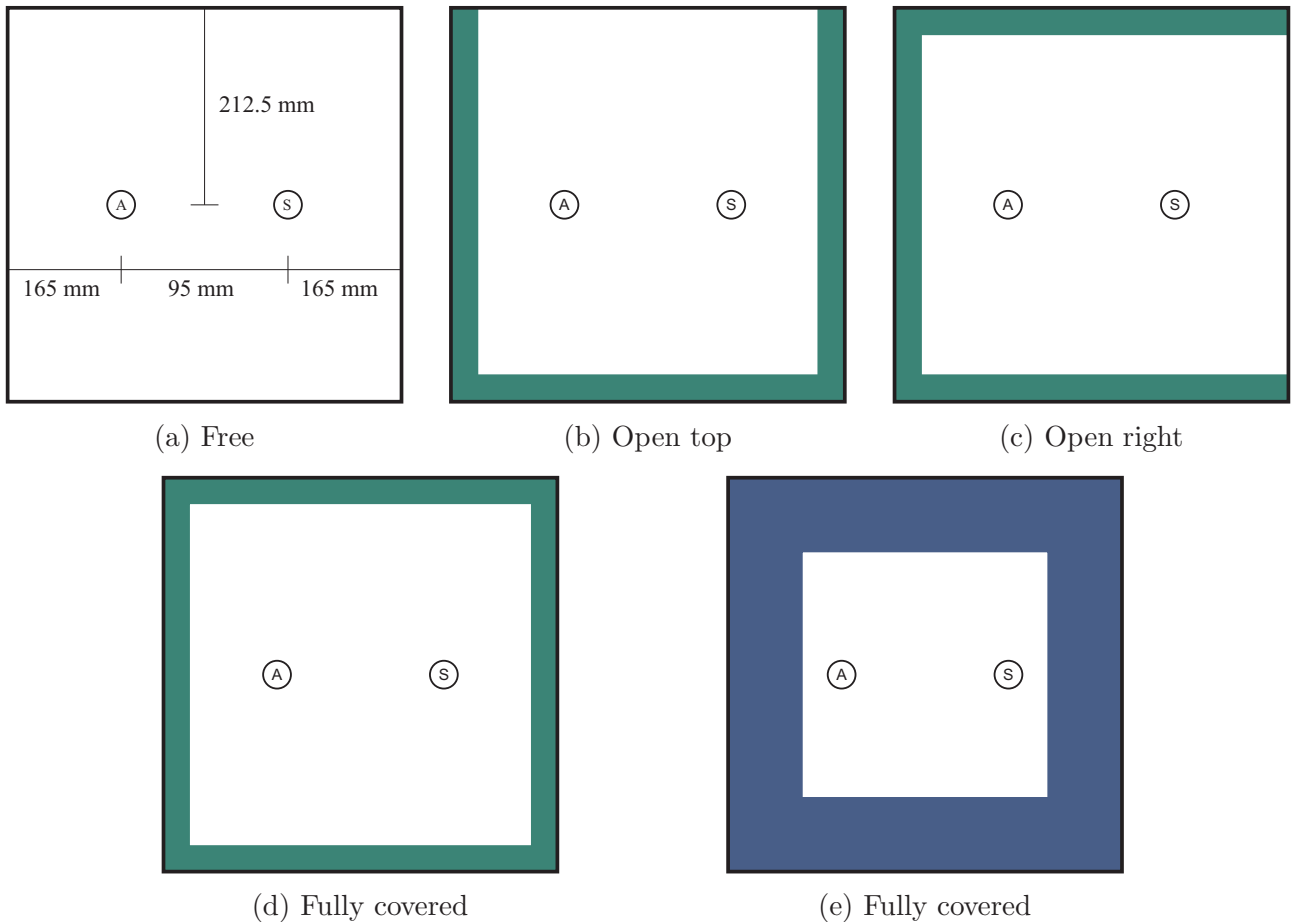 212.5 mm
A S
165 mm 95 mm 165 mm
A S
A S
(a) Free (b) Open top (c) Open right
A S
A S
(d) Fully covered (e) Fully covered